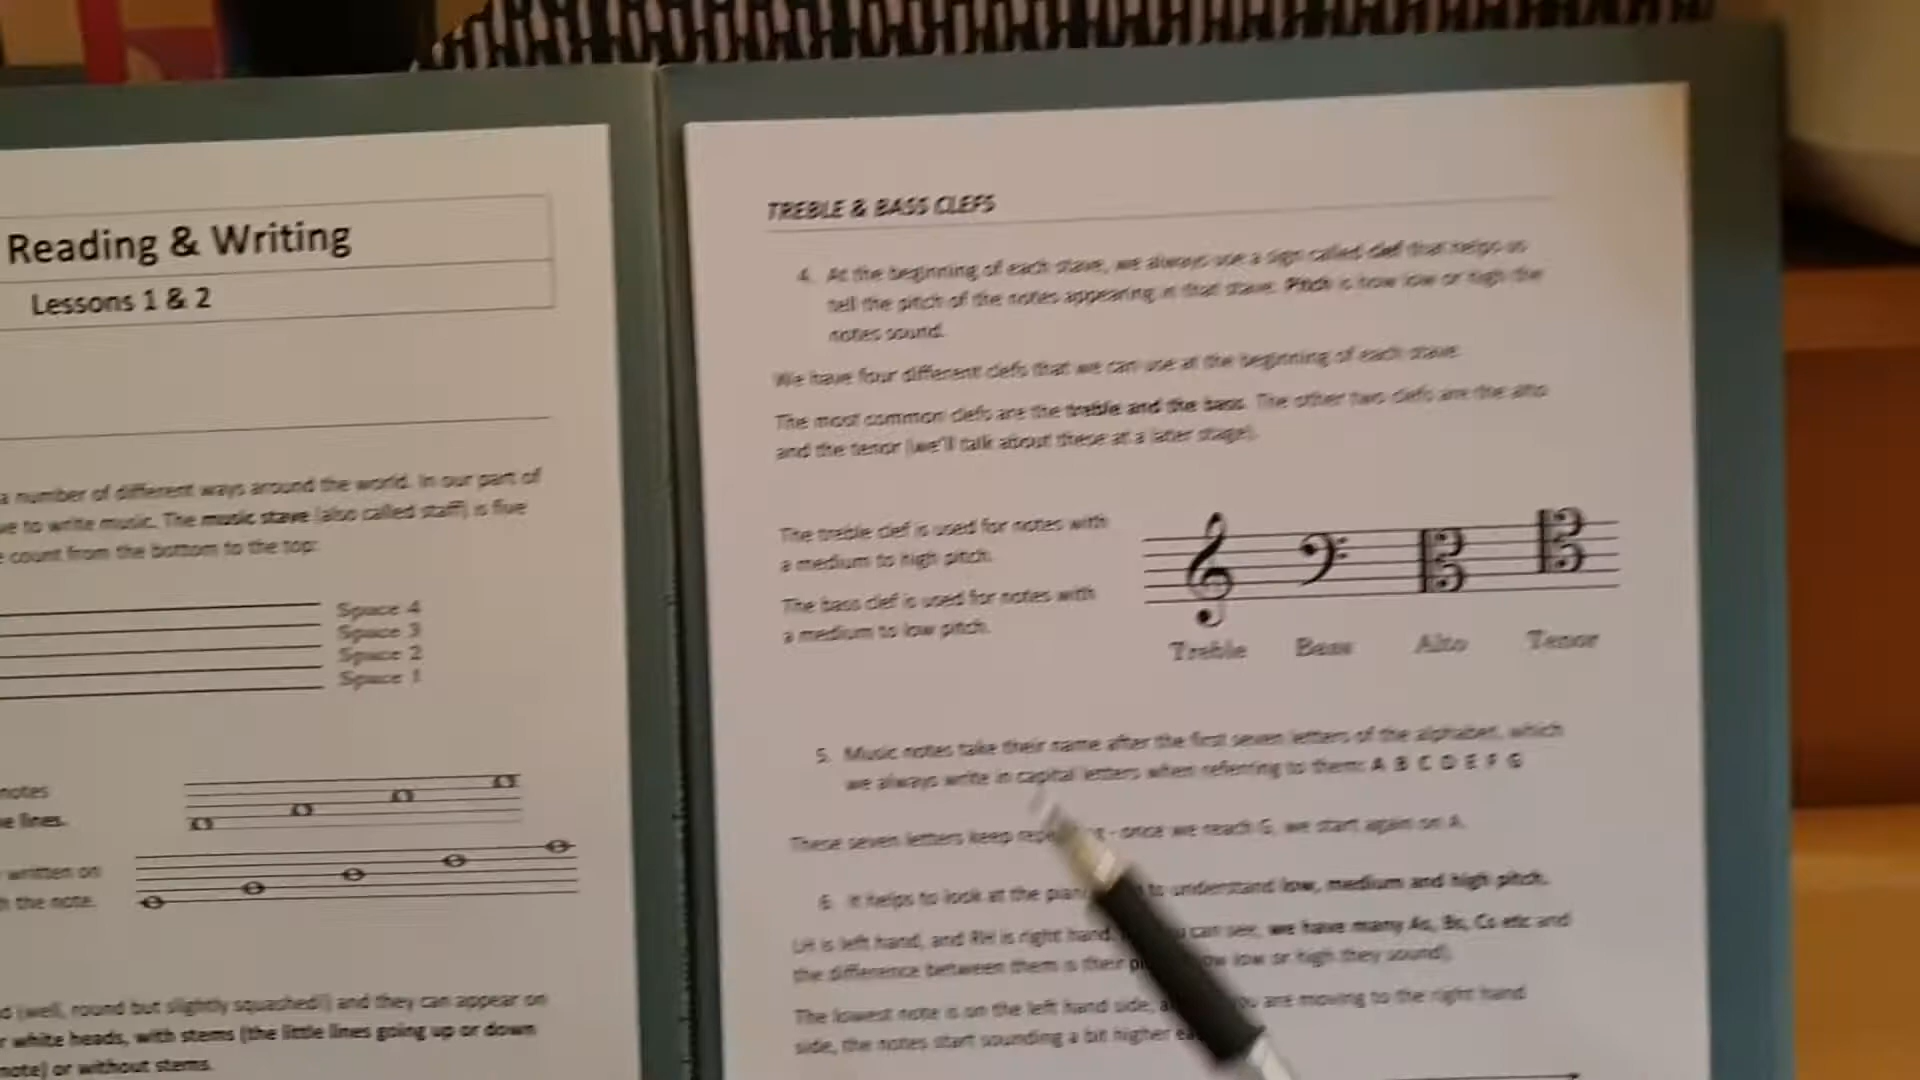 Reading & Writing
Lessons 1 & 2
a number of different ways around the world. In our part of
to write music. The music stave (also called staff) is five
count from the bottom to the top:
Space 4
Space 3
Space 2
Space 1
notes
lines.
written on
the note.
(well, round but slightly squashed!) and they can appear on
white heads, with stems (the little lines going up or down
note) or without stems.
TREBLE & BASS CLEFS
4. At the beginning of each stave, we always use a sign called clef that helps us
tell the pitch of the notes appearing in that stave. Pitch is how low or high the
notes sound.
We have four different clefs that we can use at the beginning of each stave.
The most common clefs are the treble and the bass. The other two clefs are the alto
and the tenor (we'll talk about these at a later stage).
The treble clef is used for notes with
a medium to high pitch.
The bass clef is used for notes with
a medium to low pitch.
Treble Bass Alto Tenor
5. Music notes take their name after the first seven letters of the alphabet, which
we always write in capital letters when referring to them: A B C D E F G
These seven letters keep - once we reach G, we start again on A.
6. It helps to look at the to understand low, medium and high pitch.
LH is left hand, and RH is right hand. can see, we have many As, Bs, Cs etc and
the difference between them is their low or high they sound).
The lowest note is on the left hand side, are moving to the right hand
side, the notes start sounding a bit higher